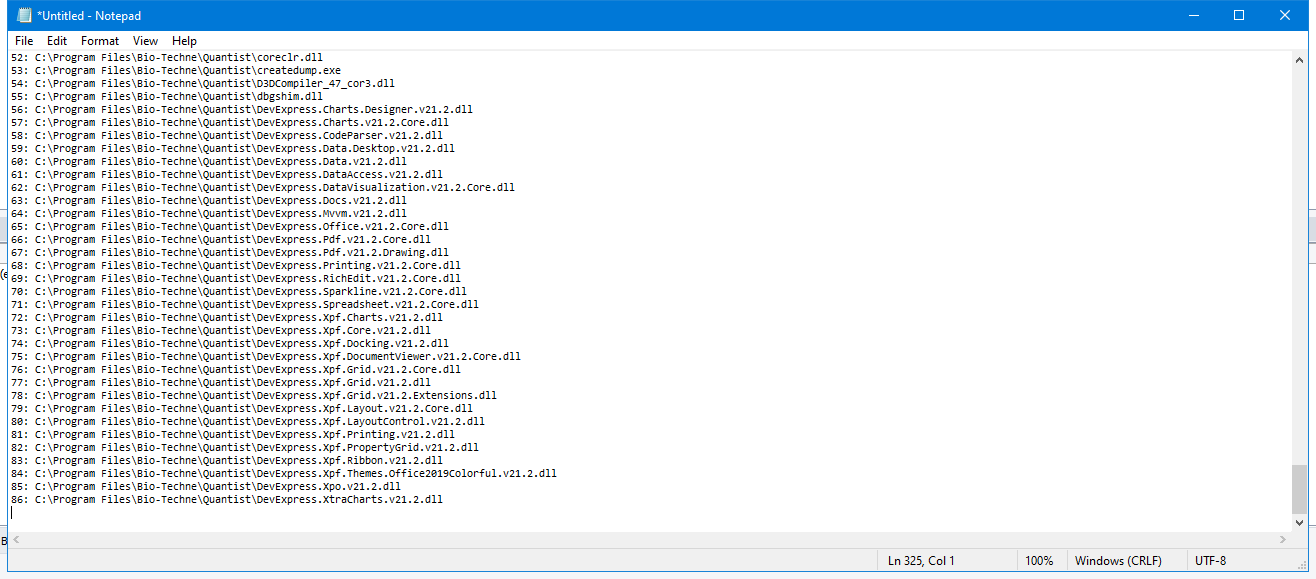 *Untitled - Notepad
File Edit Format View Help
52: C:\Program Files\Bio-Techne\Quantist\coreclr.dll
53: C:\Program Files\Bio-Techne\Quantist\createdump.exe
54: C:\Program Files\Bio-Techne\Quantist\D3DCompiler_47_cor3.dll
55: C:\Program Files\Bio-Techne\Quantist\dbgshim.dll
56: C:\Program Files\Bio-Techne\Quantist\DevExpress.Charts.Designer.v21.2.dll
57: C:\Program Files\Bio-Techne\Quantist\DevExpress.Charts.v21.2.Core.dll
58: C:\Program Files\Bio-Techne\Quantist\DevExpress.CodeParser.v21.2.dll
59: C:\Program Files\Bio-Techne\Quantist\DevExpress.Data.Desktop.v21.2.dll
60: C:\Program Files\Bio-Techne\Quantist\DevExpress.Data.v21.2.dll
61: C:\Program Files\Bio-Techne\Quantist\DevExpress.DataAccess.v21.2.dll
62: C:\Program Files\Bio-Techne\Quantist\DevExpress.DataVisualization.v21.2.Core.dll
63: C:\Program Files\Bio-Techne\Quantist\DevExpress.Docs.v21.2.dll
64: C:\Program Files\Bio-Techne\Quantist\DevExpress.Mvvm.v21.2.dll
65: C:\Program Files\Bio-Techne\Quantist\DevExpress.Office.v21.2.Core.dll
66: C:\Program Files\Bio-Techne\Quantist\DevExpress.Pdf.v21.2.Core.dll
67: C:\Program Files\Bio-Techne\Quantist\DevExpress.Pdf.v21.2.Drawing.dll
68: C:\Program Files\Bio-Techne\Quantist\DevExpress.Printing.v21.2.Core.dll
69: C:\Program Files\Bio-Techne\Quantist\DevExpress.RichEdit.v21.2.Core.dll
70: C:\Program Files\Bio-Techne\Quantist\DevExpress.Sparkline.v21.2.Core.dll
71: C:\Program Files\Bio-Techne\Quantist\DevExpress.Spreadsheet.v21.2.Core.dll
72: C:\Program Files\Bio-Techne\Quantist\DevExpress.Xpf.Charts.v21.2.dll
73: C:\Program Files\Bio-Techne\Quantist\DevExpress.Xpf.Core.v21.2.dll
74: C:\Program Files\Bio-Techne\Quantist\DevExpress.Xpf.Docking.v21.2.dll
75: C:\Program Files\Bio-Techne\Quantist\DevExpress.Xpf.DocumentViewer.v21.2.Core.dll
76: C:\Program Files\Bio-Techne\Quantist\DevExpress.Xpf.Grid.v21.2.Core.dll
77: C:\Program Files\Bio-Techne\Quantist\DevExpress.Xpf.Grid.v21.2.dll
78: C:\Program Files\Bio-Techne\Quantist\DevExpress.Xpf.Grid.v21.2.Extensions.dll
79: C:\Program Files\Bio-Techne\Quantist\DevExpress.Xpf.Layout.v21.2.Core.dll
80: C:\Program Files\Bio-Techne\Quantist\DevExpress.Xpf.LayoutControl.v21.2.dll
81: C:\Program Files\Bio-Techne\Quantist\DevExpress.Xpf.Printing.v21.2.dll
82: C:\Program Files\Bio-Techne\Quantist\DevExpress.Xpf.PropertyGrid.v21.2.dll
83: C:\Program Files\Bio-Techne\Quantist\DevExpress.Xpf.Ribbon.v21.2.dll
84: C:\Program Files\Bio-Techne\Quantist\DevExpress.Xpf.Themes.Office2019Colorful.v21.2.dll
85: C:\Program Files\Bio-Techne\Quantist\DevExpress.Xpo.v21.2.dll
86: C:\Program Files\Bio-Techne\Quantist\DevExpress.XtraCharts.v21.2.dll
Ln 325, Col 1 100% Windows (CRLF) UTF-8